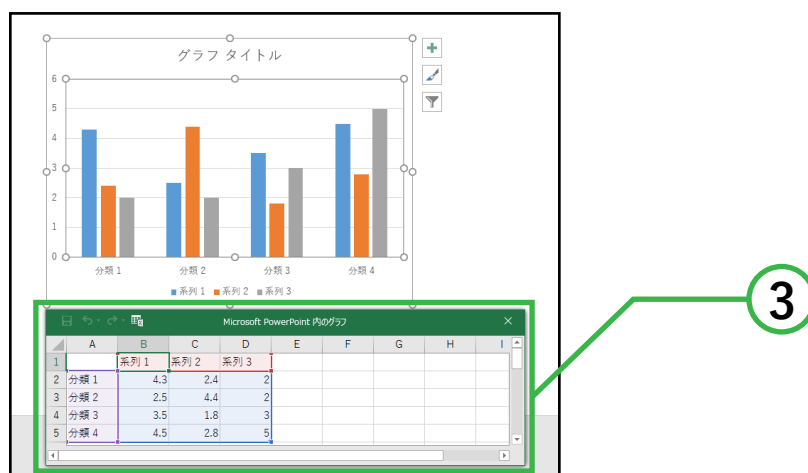 グラフ タイトル
6
5
4
3
2
1
0
分類 1 分類 2 分類 3 分類 4
系列 1 系列 2 系列 3
Microsoft PowerPoint 内のグラフ
A B C D E F G H I
1 系列 1 系列 2 系列 3
2 分類 1 4.3 2.4 2
3 分類 2 2.5 4.4 2
4 分類 3 3.5 1.8 3
5 分類 4 4.5 2.8 5
3